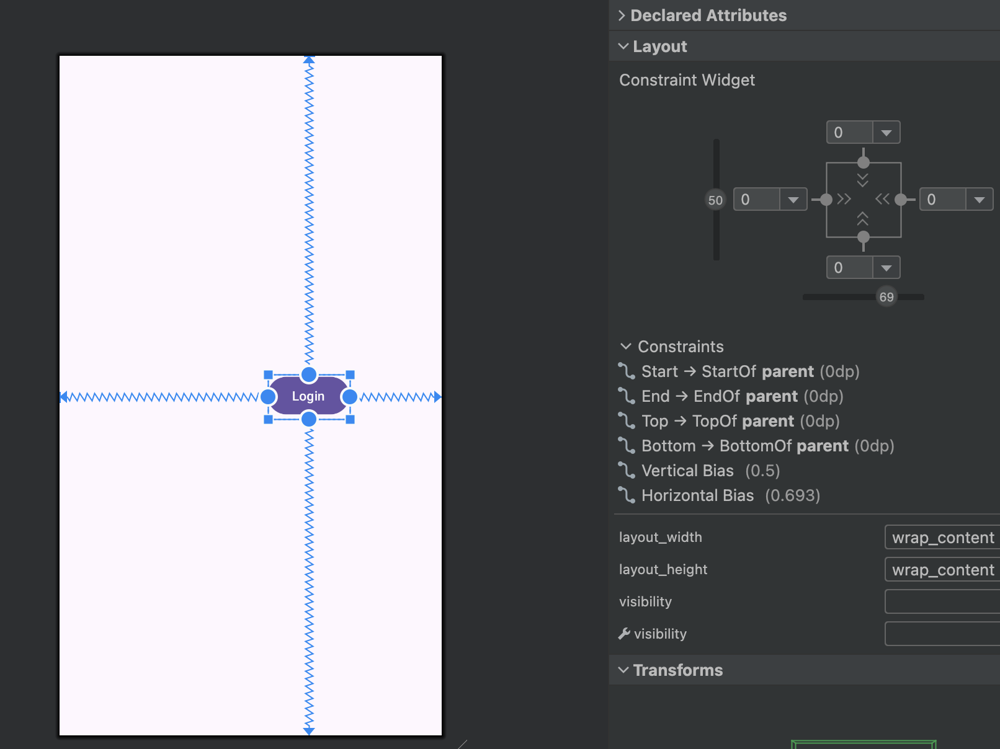 Declared Attributes
Layout
Constraint Widget
0
50
0
0
0
69
Login
Constraints
Start → StartOf parent (0dp)
End → EndOf parent (0dp)
Top → TopOf parent (0dp)
Bottom → BottomOf parent (0dp)
Vertical Bias (0.5)
Horizontal Bias (0.693)
layout_width wrap_content
layout_height wrap_content
visibility
visibility
Transforms